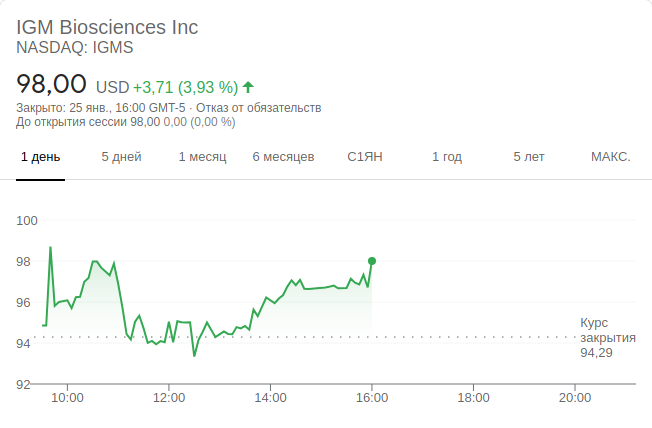 IGM Biosciences Inc
NASDAQ: IGMS
98,00 USD +3,71 (3,93 %)
Закрыто: 25 янв., 16:00 GMT-5 · Отказ от обязательств
До открытия сессии 98,00 0,00 (0,00 %)
1 день 5 дней 1 месяц 6 месяцев С1ЯН 1 год 5 лет МАКС.
100
98
96
94
92
Курс
закрытия
94,29
10:00 12:00 14:00 16:00 18:00 20:00